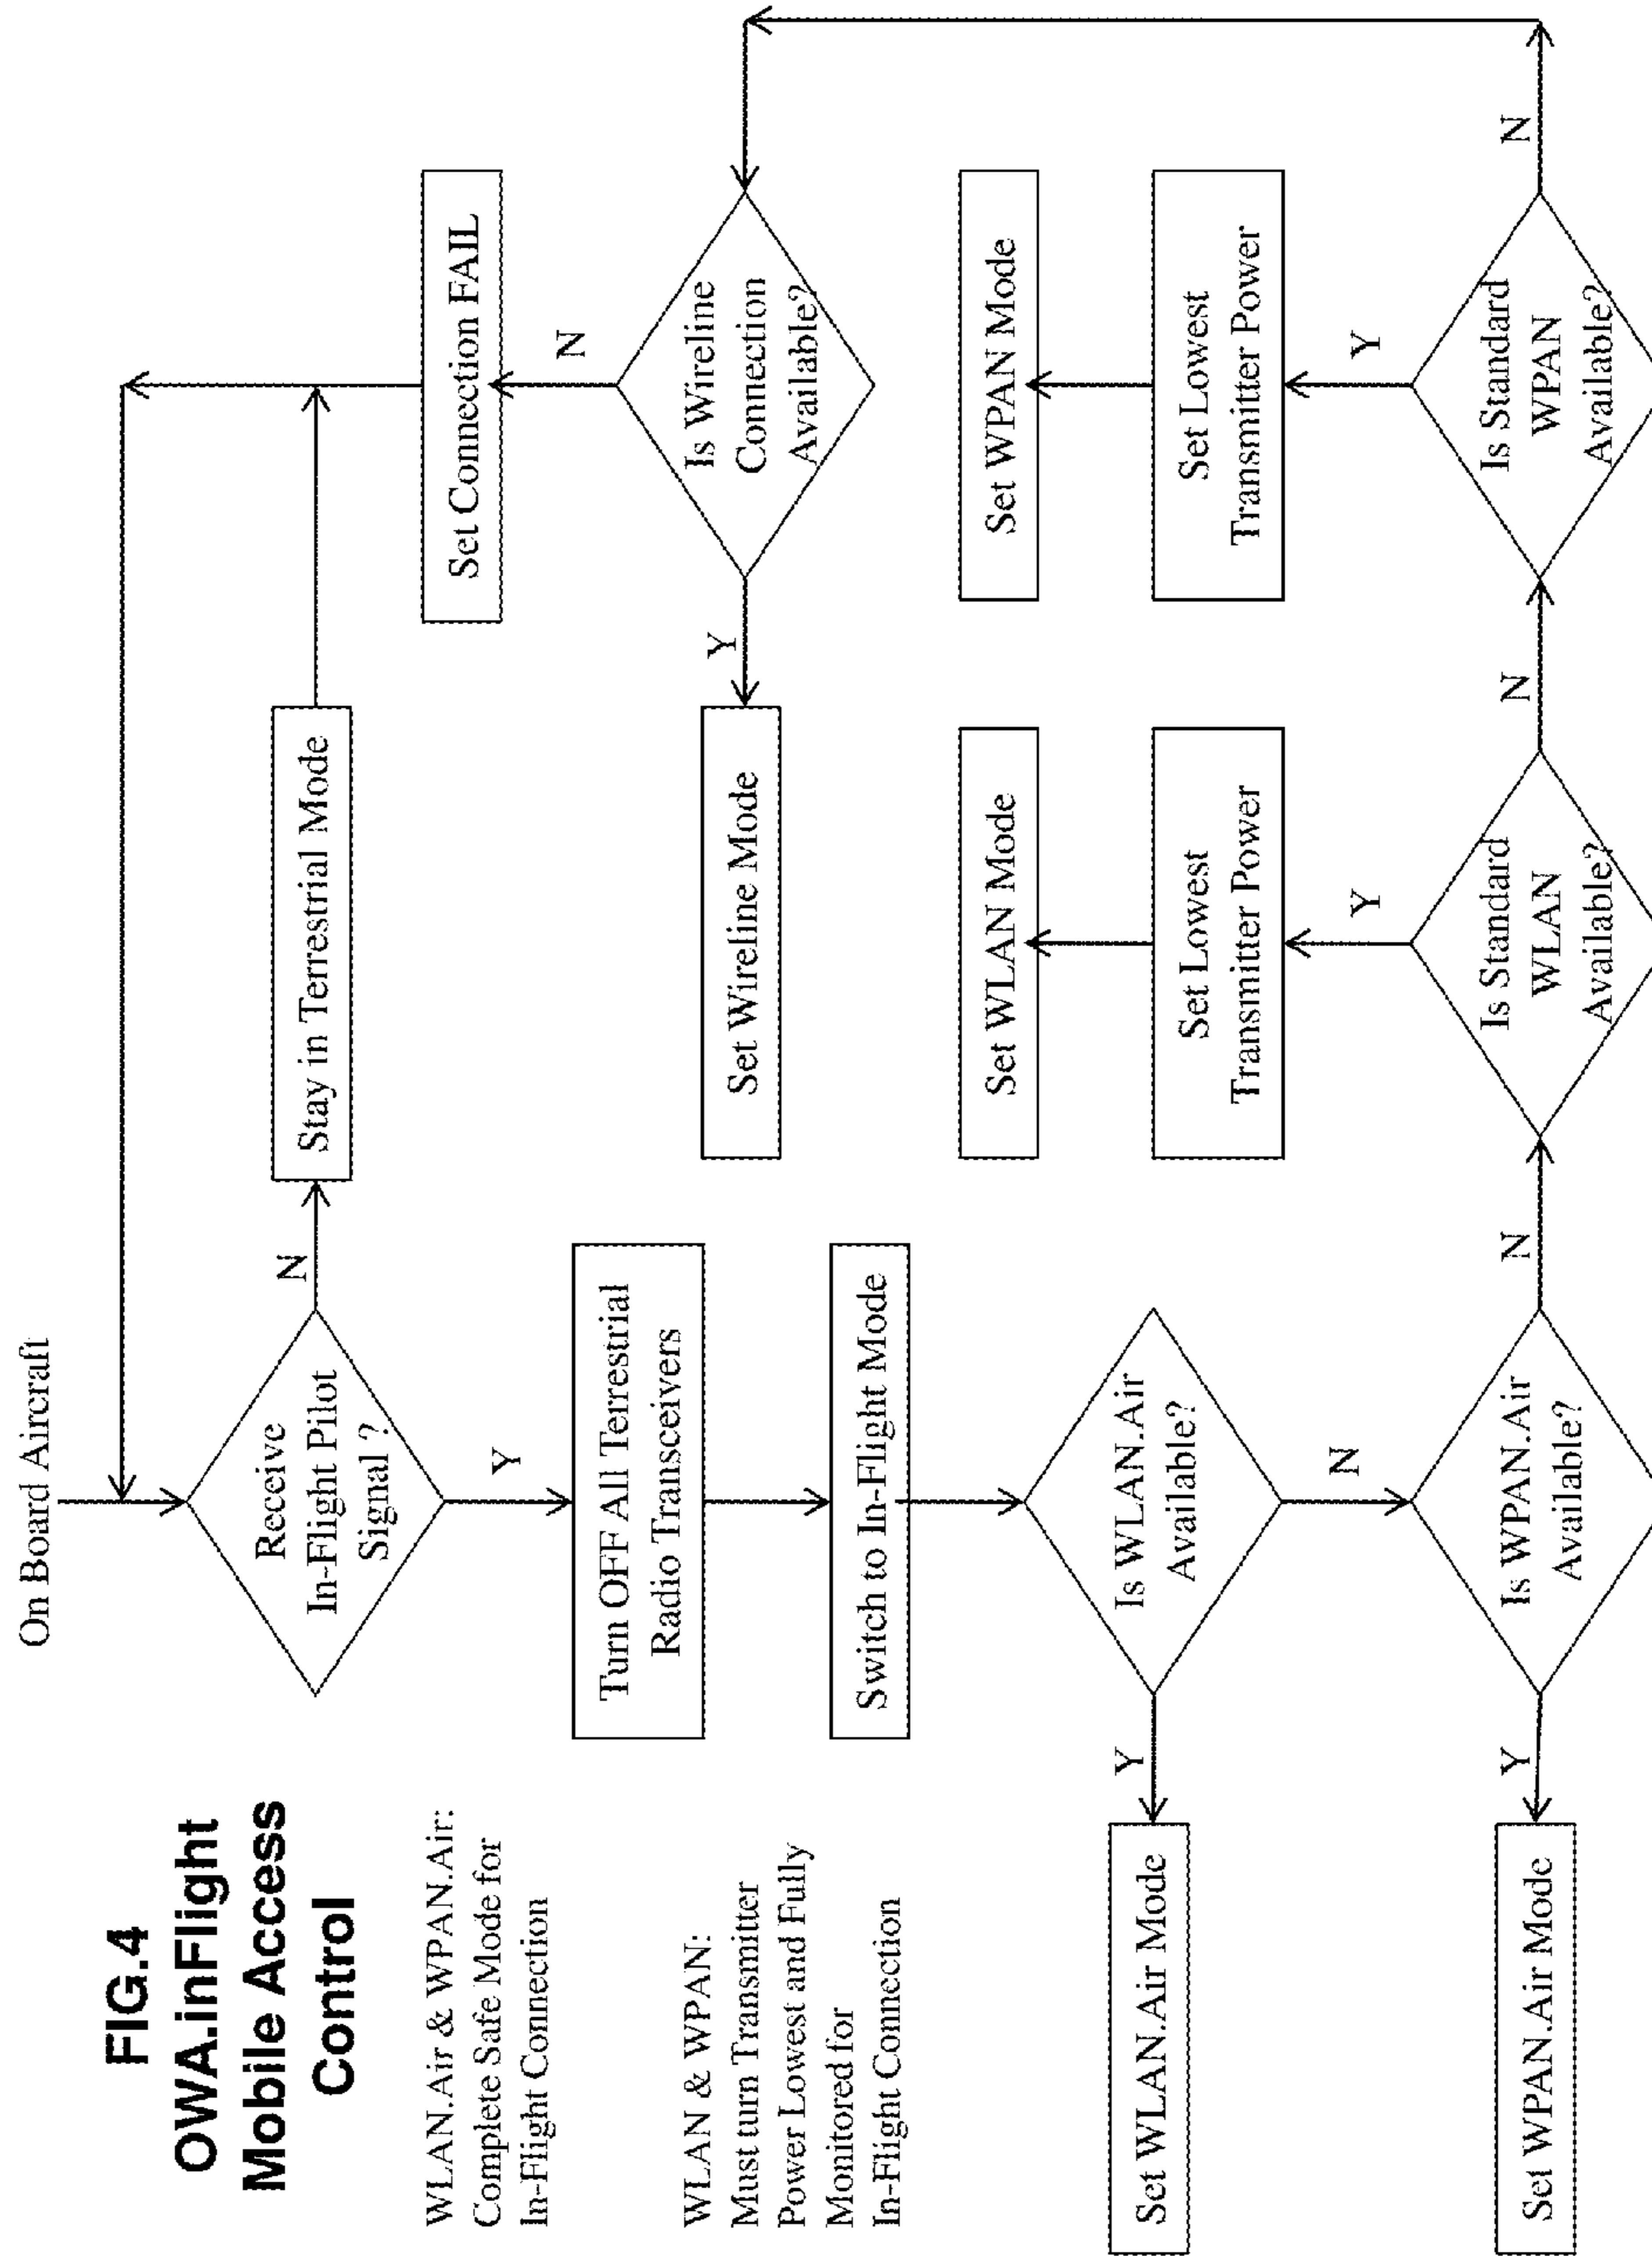 FIG.4
OWA.inFlight
Mobile Access
Control
WLAN.Air & WPAN.Air:
Complete Safe Mode for
In-Flight Connection
WLAN & WPAN:
Must turn Transmitter
Power Lowest and Fully
Monitored for
In-Flight Connection
On Board Aircraft
Receive
In-Flight Pilot
Signal ?
N
Stay in Terrestrial Mode
Y
Turn OFF All Terrestrial
Radio Transceivers
Switch to In-Flight Mode
Is WLAN.Air
Available?
Y
Set WLAN.Air Mode
N
Is WPAN.Air
Available?
Y
Set WPAN.Air Mode
N
Is Standard
WLAN
Available?
Y
Set Lowest
Transmitter Power
Set WLAN Mode
N
Is Standard
WPAN
Available?
Y
Set Lowest
Transmitter Power
Set WPAN Mode
N
Is Wireline
Connection
Available?
Y
Set Wireline Mode
N
Set Connection FAIL